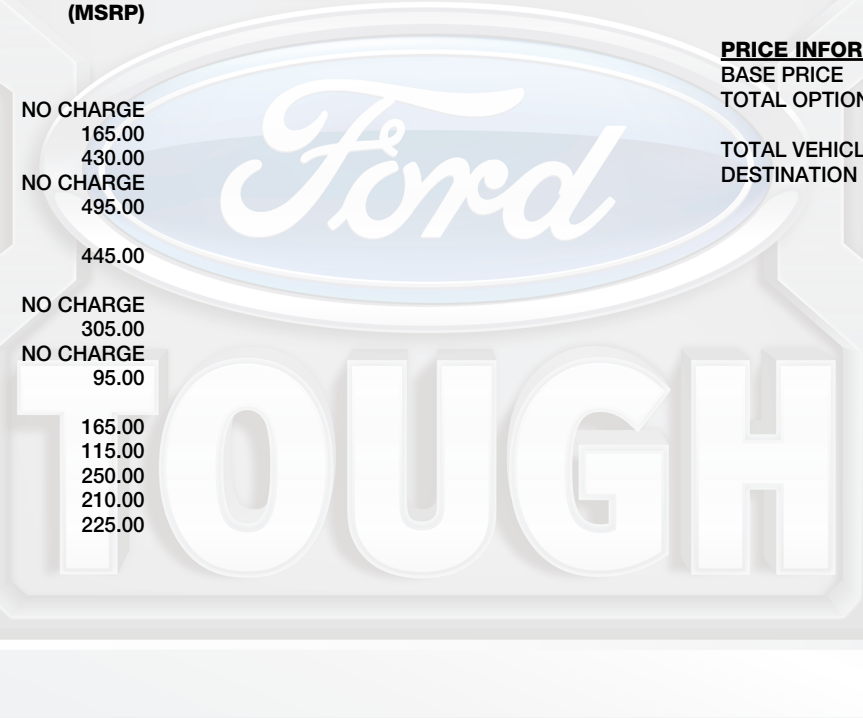 (MSRP)
NO CHARGE
165.00
430.00
NO CHARGE
495.00
445.00
NO CHARGE
305.00
NO CHARGE
95.00
165.00
115.00
250.00
210.00
225.00
PRICE INFOR
BASE PRICE
TOTAL OPTION
TOTAL VEHICL
DESTINATION
Ford
TOUGH